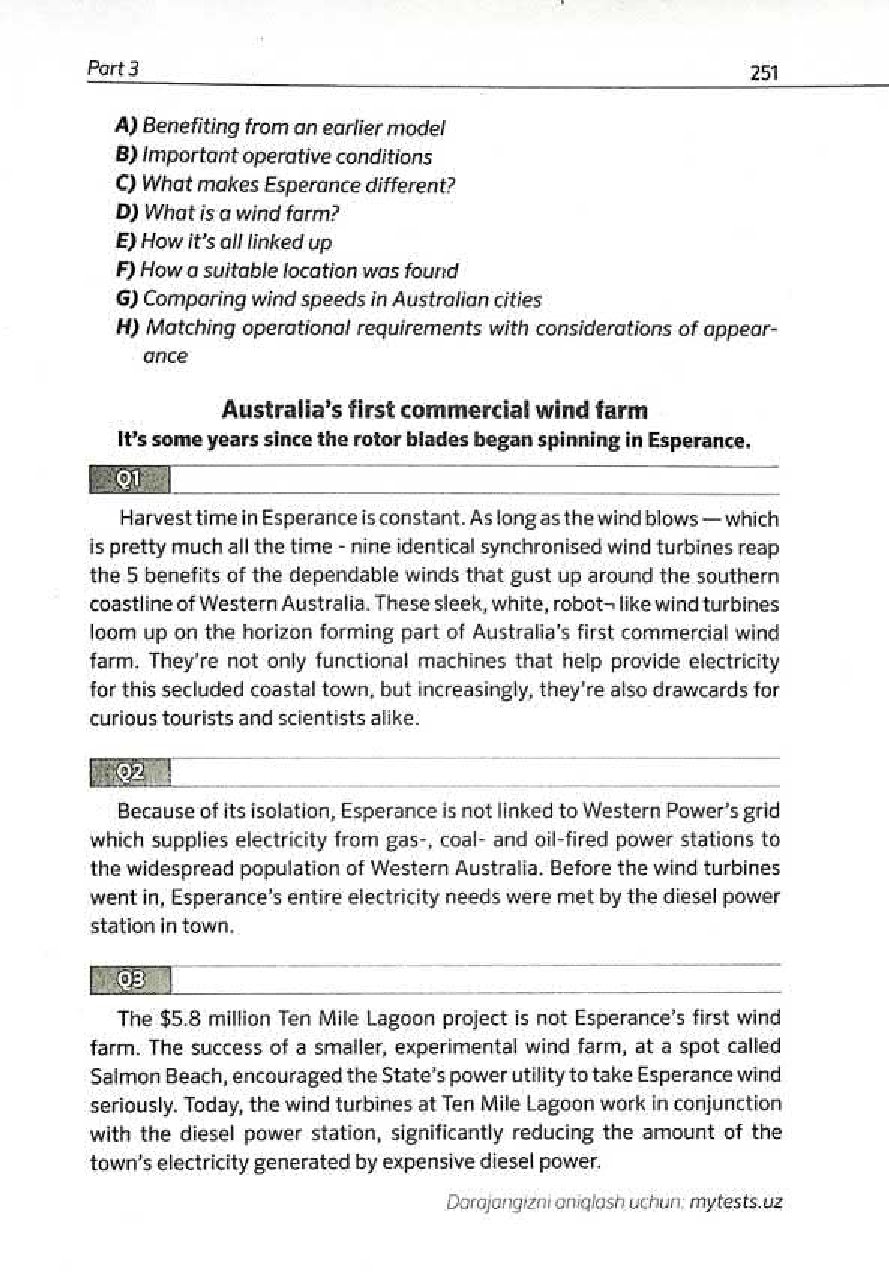 Part 3
251
A) Benefiting from an earlier model
B) Important operative conditions
C) What makes Esperance different?
D) What is a wind farm?
E) How it's all linked up
F) How a suitable location was found
G) Comparing wind speeds in Australian cities
H) Matching operational requirements with considerations of appear-
ance
Australia's first commercial wind farm
It's some years since the rotor blades began spinning in Esperance.
Q1
Harvest time in Esperance is constant. As long as the wind blows — which
is pretty much all the time - nine identical synchronised wind turbines reap
the 5 benefits of the dependable winds that gust up around the southern
coastline of Western Australia. These sleek, white, robot¬ like wind turbines
loom up on the horizon forming part of Australia's first commercial wind
farm. They're not only functional machines that help provide electricity
for this secluded coastal town, but increasingly, they're also drawcards for
curious tourists and scientists alike.
Q2
Because of its isolation, Esperance is not linked to Western Power's grid
which supplies electricity from gas-, coal- and oil-fired power stations to
the widespread population of Western Australia. Before the wind turbines
went in, Esperance's entire electricity needs were met by the diesel power
station in town.
Q3
The $5.8 million Ten Mile Lagoon project is not Esperance's first wind
farm. The success of a smaller, experimental wind farm, at a spot called
Salmon Beach, encouraged the State's power utility to take Esperance wind
seriously. Today, the wind turbines at Ten Mile Lagoon work in conjunction
with the diesel power station, significantly reducing the amount of the
town's electricity generated by expensive diesel power.
Darajangizni aniqlash uchun: mytests.uz